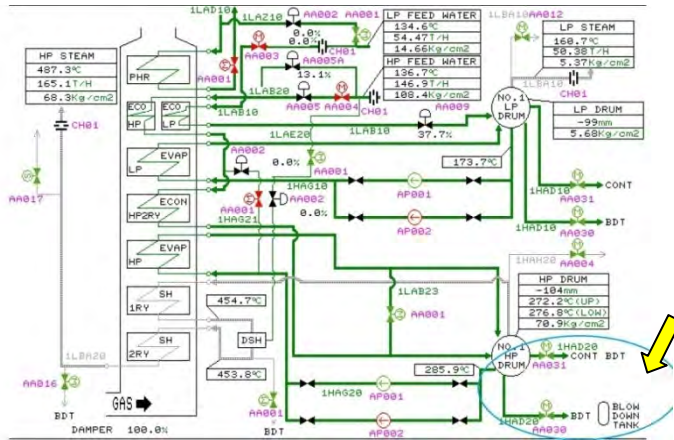 1LAD10
1LAZ10
AA002
AA001
0.0%
0.0%
CH01
AA003
AA005A
13.1%
AA001
1LAB20
AA005
AA004
CH01
1LAB10
LP FEED WATER
134.6℃
54.47T/H
14.66Kg/cm2
HP FEED WATER
136.7℃
146.9T/H
108.4Kg/cm2
AA009
1LAB10
37.7%
1LBA10
AA012
LP STEAM
160.7℃
50.38T/H
5.37Kg/cm2
1LBA10
CH01
NO.1
LP
DRUM
LP DRUM
-99mm
5.68Kg/cm2
HP STEAM
487.3℃
165.1T/H
68.3Kg/cm2
CH01
AA017
PHR
ECO
HP
ECO
LP
EVAP
LP
ECON
HP2RY
EVAP
HP
SH
1RY
SH
2RY
1LAE20
AA002
0.0%
AA001
1HAG10
AA001
AA002
1HAG21
0.0%
173.7℃
AP001
AP002
1HAD10
CONT
AA031
1HAD10
BDT
AA030
1HAH20
AA004
HP DRUM
-104mm
272.2℃(UP)
276.8℃(LOW)
70.9Kg/cm2
1LAB23
AA001
454.7℃
DSH
453.8℃
NO.1
HP
DRUM
1HAD20
CONT BDT
AA031
285.9℃
1HAG20
AP001
AP002
1HAD20
BDT
AA030
BLOW
DOWN
TANK
1LBA20
AA016
BDT
GAS
DAMPER 100.0%
AA001
BDT